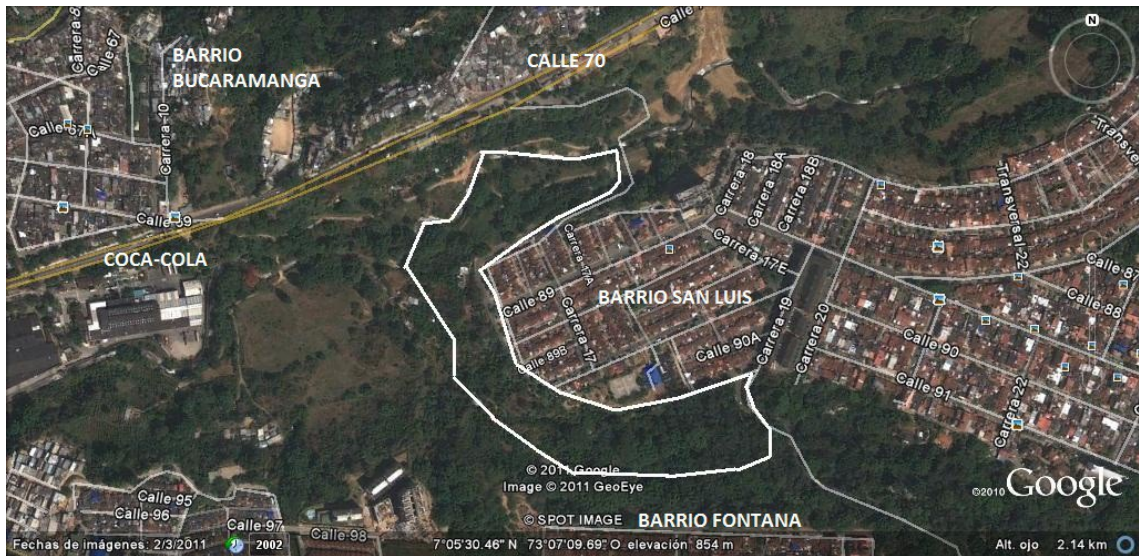 Carrera 8
Calle 67
BARRIO
BUCARAMANGA
CALLE 70
N
Carrera 10
Calle 69
COCA-COLA
Carrera 18
Carrera 18A
Carrera 18B
Transversal 22
Carrera 17A
Carrera 17E
Calle 89
BARRIO SAN LUIS
Carrera 17
Carrera 19
Carrera 20
Calle 88
Calle 89B
Calle 90A
Calle 90
Calle 91
Carrera 22
© 2011 Google
Image © 2011 GeoEye
©2010 Google
Calle 95
Calle 96
Calle 97
Calle 98
© SPOT IMAGE
BARRIO FONTANA
Fechas de imágenes: 2/3/2011
2002
7°05'30.46" N 73°07'09.69" O elevación 854 m
Alt. ojo 2.14 km